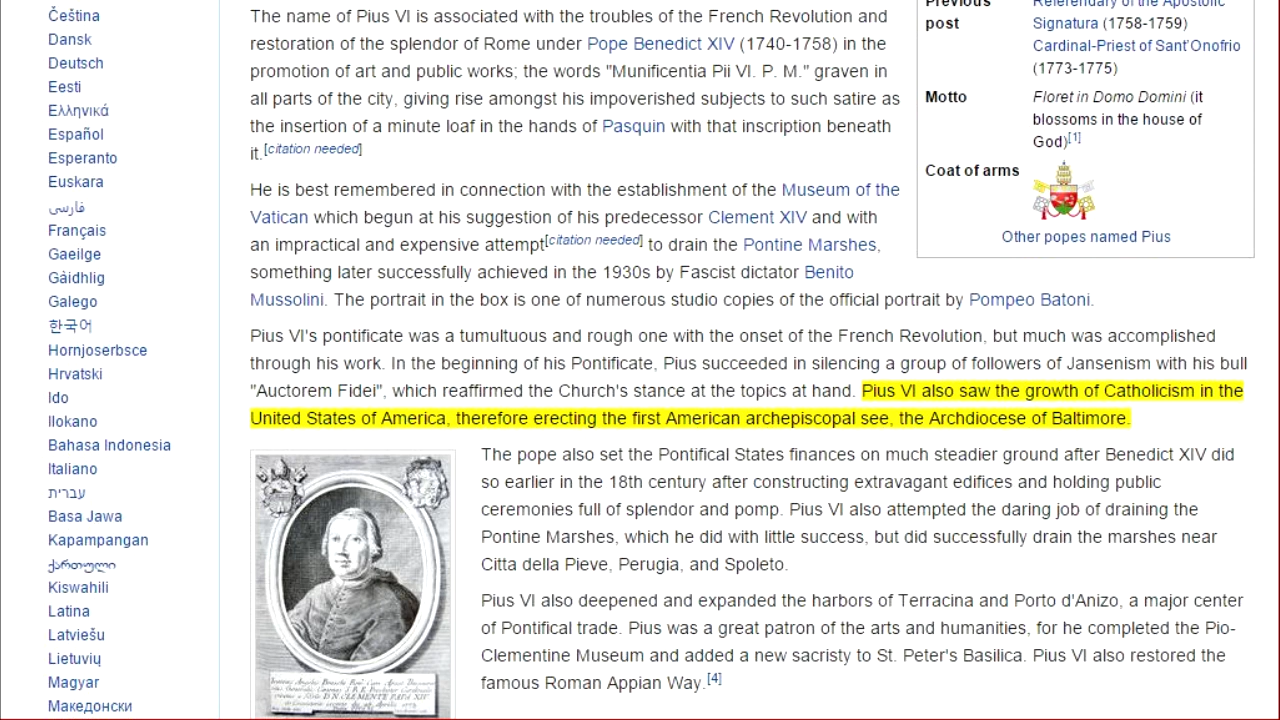 Čeština
Dansk
Deutsch
Eesti
Ελληνικά
Español
Esperanto
Euskara
فارسی
Français
Gaeilge
Gàidhlig
Galego
한국어
Hornjoserbsce
Hrvatski
Ido
Ilokano
Bahasa Indonesia
Italiano
עברית
Basa Jawa
Kapampangan
ქართული
Kiswahili
Latina
Latviešu
Lietuvių
Magyar
Македонски
The name of Pius VI is associated with the troubles of the French Revolution and
restoration of the splendor of Rome under Pope Benedict XIV (1740-1758) in the
promotion of art and public works; the words "Munificentia Pii VI. P. M." graven in
all parts of the city, giving rise amongst his impoverished subjects to such satire as
the insertion of a minute loaf in the hands of Pasquin with that inscription beneath
it.[citation needed]
He is best remembered in connection with the establishment of the Museum of the
Vatican which begun at his suggestion of his predecessor Clement XIV and with
an impractical and expensive attempt[citation needed] to drain the Pontine Marshes,
something later successfully achieved in the 1930s by Fascist dictator Benito
Mussolini. The portrait in the box is one of numerous studio copies of the official portrait by Pompeo Batoni.
Pius VI's pontificate was a tumultuous and rough one with the onset of the French Revolution, but much was accomplished
through his work. In the beginning of his Pontificate, Pius succeeded in silencing a group of followers of Jansenism with his bull
"Auctorem Fidei", which reaffirmed the Church's stance at the topics at hand. Pius VI also saw the growth of Catholicism in the
United States of America, therefore erecting the first American archepiscopal see, the Archdiocese of Baltimore.
The pope also set the Pontifical States finances on much steadier ground after Benedict XIV did
so earlier in the 18th century after constructing extravagant edifices and holding public
ceremonies full of splendor and pomp. Pius VI also attempted the daring job of draining the
Pontine Marshes, which he did with little success, but did successfully drain the marshes near
Citta della Pieve, Perugia, and Spoleto.
Pius VI also deepened and expanded the harbors of Terracina and Porto d'Anizo, a major center
of Pontifical trade. Pius was a great patron of the arts and humanities, for he completed the Pio-
Clementine Museum and added a new sacristy to St. Peter's Basilica. Pius VI also restored the
famous Roman Appian Way.[4]
Previous Referendary of the Apostolic
post Signatura (1758-1759)
Cardinal-Priest of Sant'Onofrio
(1773-1775)
Motto Floret in Domo Domini (it
blossoms in the house of
God)[1]
Coat of arms
Other popes named Pius